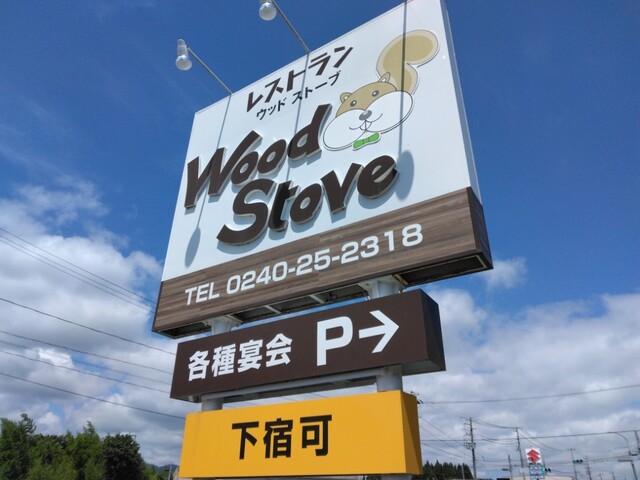 レストラン
ウッド ストーブ
Wood
Stove
TEL 0240-25-2318
各種宴会 P→
下宿可